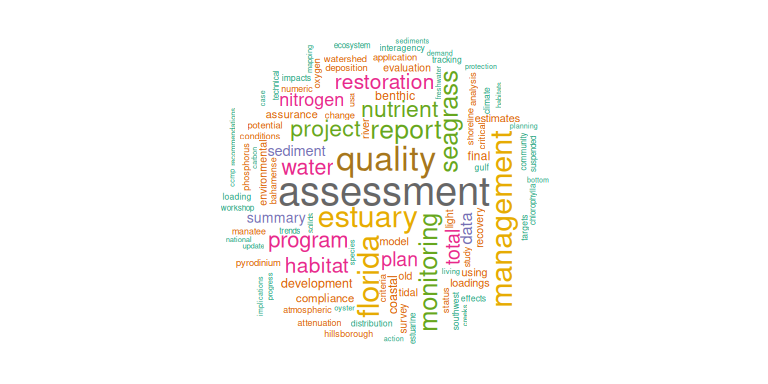 sediments
ecosystem
interagency
demand
watershed
application
tracking
mapping
oxygen
deposition
evaluation
freshwater
protection
technical
impacts
restoration
seagrass
analysis
habitats
numeric
nitrogen
usa
benthic
climate
case
nutrient
shoreline
assurance
change
estimates
potential
project
river
report
critical
planning
conditions
recommendations
ccmp
phosphorus
carbon
environmental
bahamense
sediment
quality
final
community
suspended
water
gulf
management
bottom
loading
assessment
chlorophylla
workshop
summary
solids
estuary
light
data
recovery
targets
manatee
trends
national
program
florida
model
monitoring
total
update
species
study
pyrodinium
habitat
plan
living
using
implications
progress
development
criteria
coastal
old
loadings
compliance
tidal
status
southwest
effects
atmospheric
oyster
survey
estuarine
creeks
attenuation
distribution
hillsborough
action